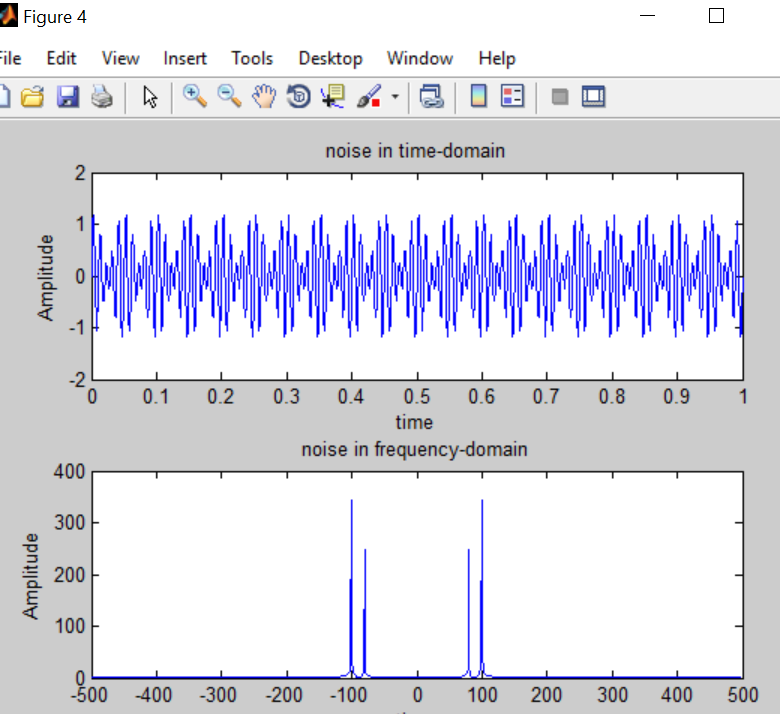 Figure 4
File Edit View Insert Tools Desktop Window Help
noise in time-domain
2
1
0
-1
-2
Amplitude
0 0.1 0.2 0.3 0.4 0.5 0.6 0.7 0.8 0.9 1
time
noise in frequency-domain
400
300
200
100
0
Amplitude
-500 -400 -300 -200 -100 0 100 200 300 400 500